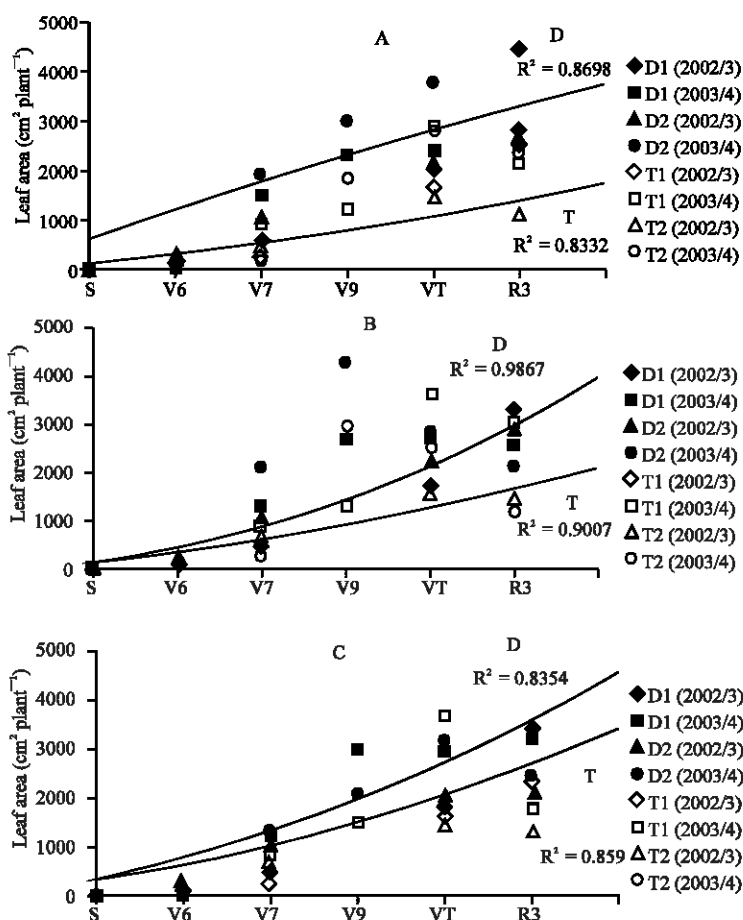 A
D
R² = 0.8698
Leaf area (cm² plant⁻¹)
5000
4000
3000
2000
1000
0
T
R² = 0.8332
S V6 V7 V9 VT R3
D1 (2002/3)
D1 (2003/4)
D2 (2002/3)
D2 (2003/4)
T1 (2002/3)
T1 (2003/4)
T2 (2002/3)
T2 (2003/4)
B
D
R² = 0.9867
Leaf area (cm² plant⁻¹)
5000
4000
3000
2000
1000
0
T
R² = 0.9007
S V6 V7 V9 VT R3
D1 (2002/3)
D1 (2003/4)
D2 (2002/3)
D2 (2003/4)
T1 (2002/3)
T1 (2003/4)
T2 (2002/3)
T2 (2003/4)
C
D
R² = 0.8354
Leaf area (cm² plant⁻¹)
5000
4000
3000
2000
1000
0
T
R² = 0.859
S V6 V7 V9 VT R3
D1 (2002/3)
D1 (2003/4)
D2 (2002/3)
D2 (2003/4)
T1 (2002/3)
T1 (2003/4)
T2 (2002/3)
T2 (2003/4)